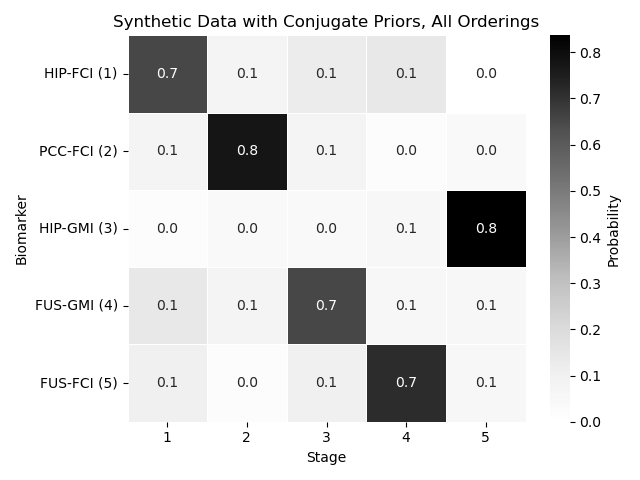 Synthetic Data with Conjugate Priors, All Orderings
HIP-FCI (1) 0.7 0.1 0.1 0.1 0.0
PCC-FCI (2) 0.1 0.8 0.1 0.0 0.0
HIP-GMI (3) 0.0 0.0 0.0 0.1 0.8
FUS-GMI (4) 0.1 0.1 0.7 0.1 0.1
FUS-FCI (5) 0.1 0.0 0.1 0.7 0.1
1 2 3 4 5
Stage
Biomarker
0.8
0.7
0.6
0.5
0.4
0.3
0.2
0.1
0.0
Probability